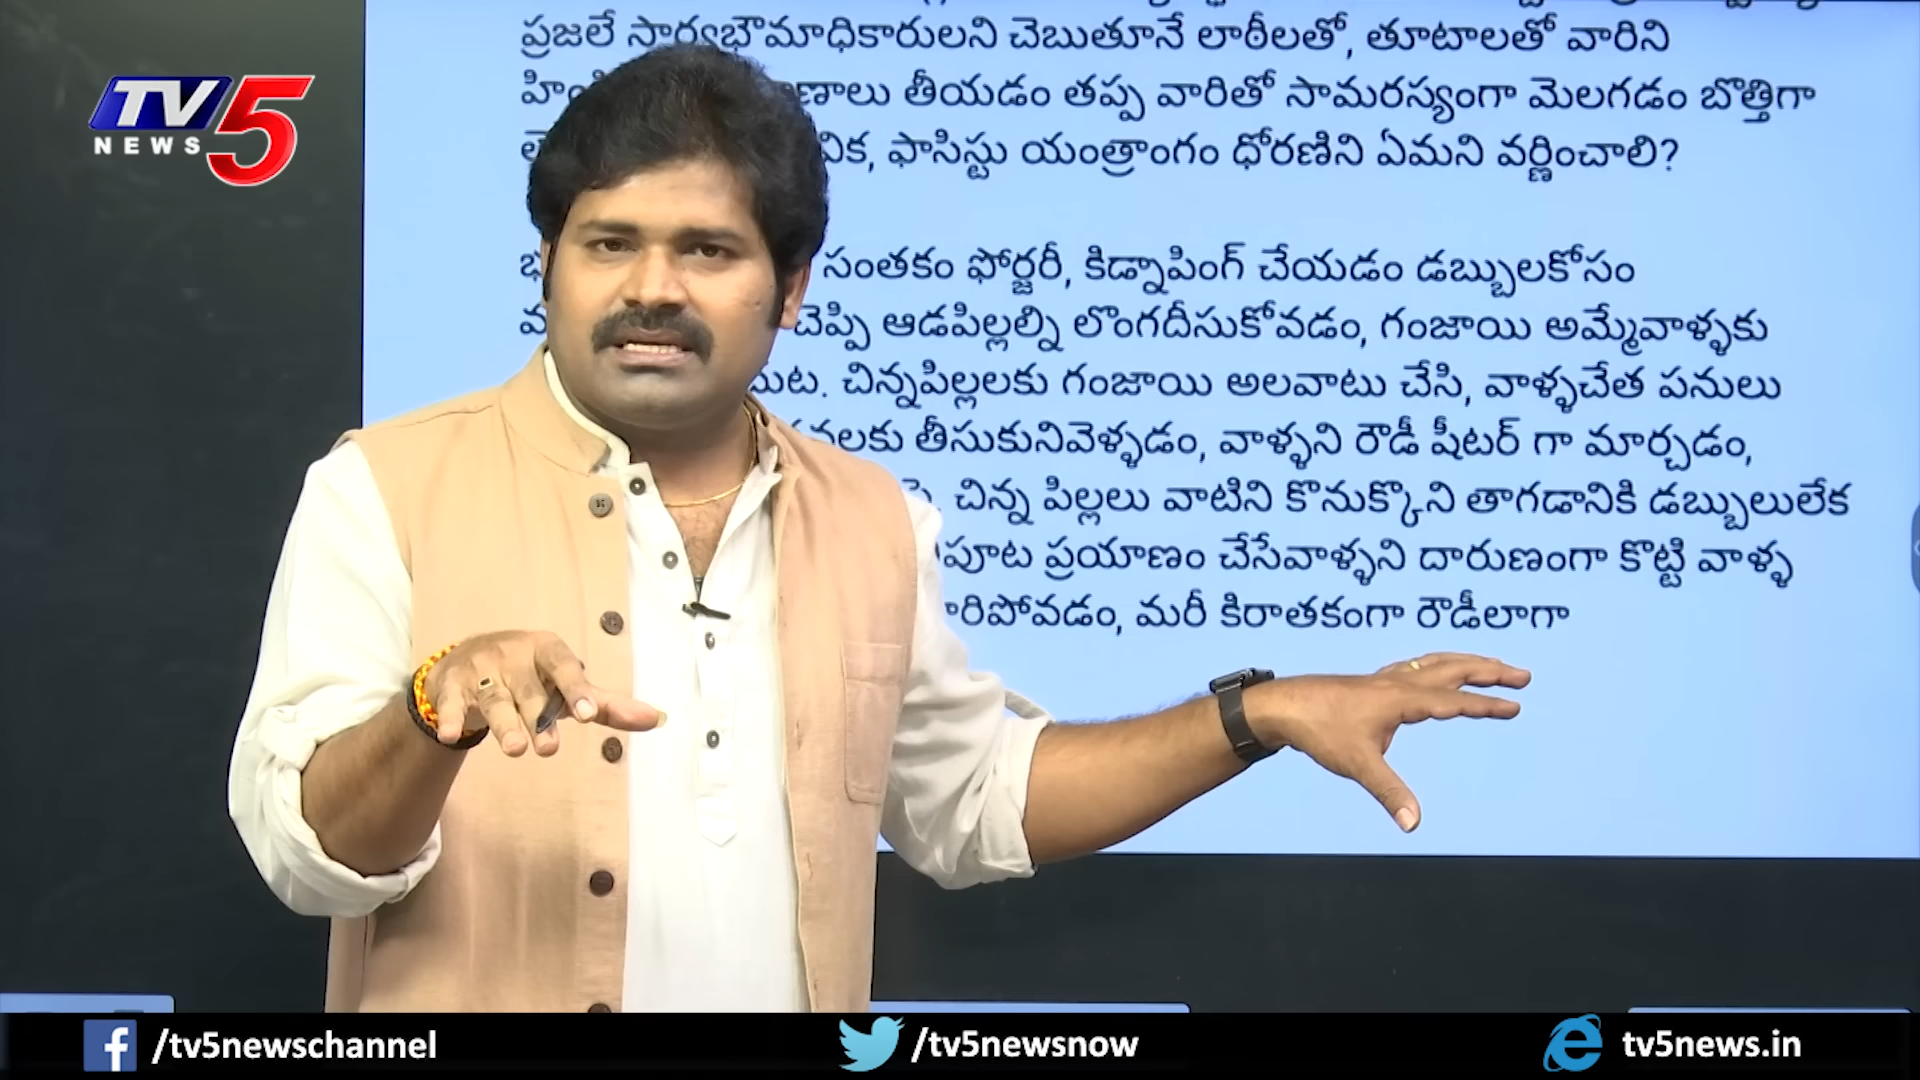 TV5
NEWS
ప్రజలే సార్వభౌమాధికారులని చెబుతూనే లాఠీలతో, తూటాలతో వారిని
తీయడం తప్ప వారితో సామరస్యంగా మెలగడం బొత్తిగా
ఫాసిస్టు యంత్రాంగం ధోరణిని ఏమని వర్ణించాలి?
సంతకం ఫోర్జరీ, కిడ్నాపింగ్ చేయడం డబ్బులకోసం
చెప్పి ఆడపిల్లల్ని లొంగదీసుకోవడం, గంజాయి అమ్మేవాళ్ళకు
చిన్నపిల్లలకు గంజాయి అలవాటు చేసి, వాళ్ళచేత పనులు
తీసుకునివెళ్ళడం, వాళ్ళని రౌడీ షీటర్ గా మార్చడం,
చిన్న పిల్లలు వాటిని కొనుక్కొని తాగడానికి డబ్బులులేక
ప్రయాణం చేసేవాళ్ళని దారుణంగా కొట్టి వాళ్ళ
మరీ కిరాతకంగా రౌడీలాగా
/tv5newschannel
/tv5newsnow
tv5news.in